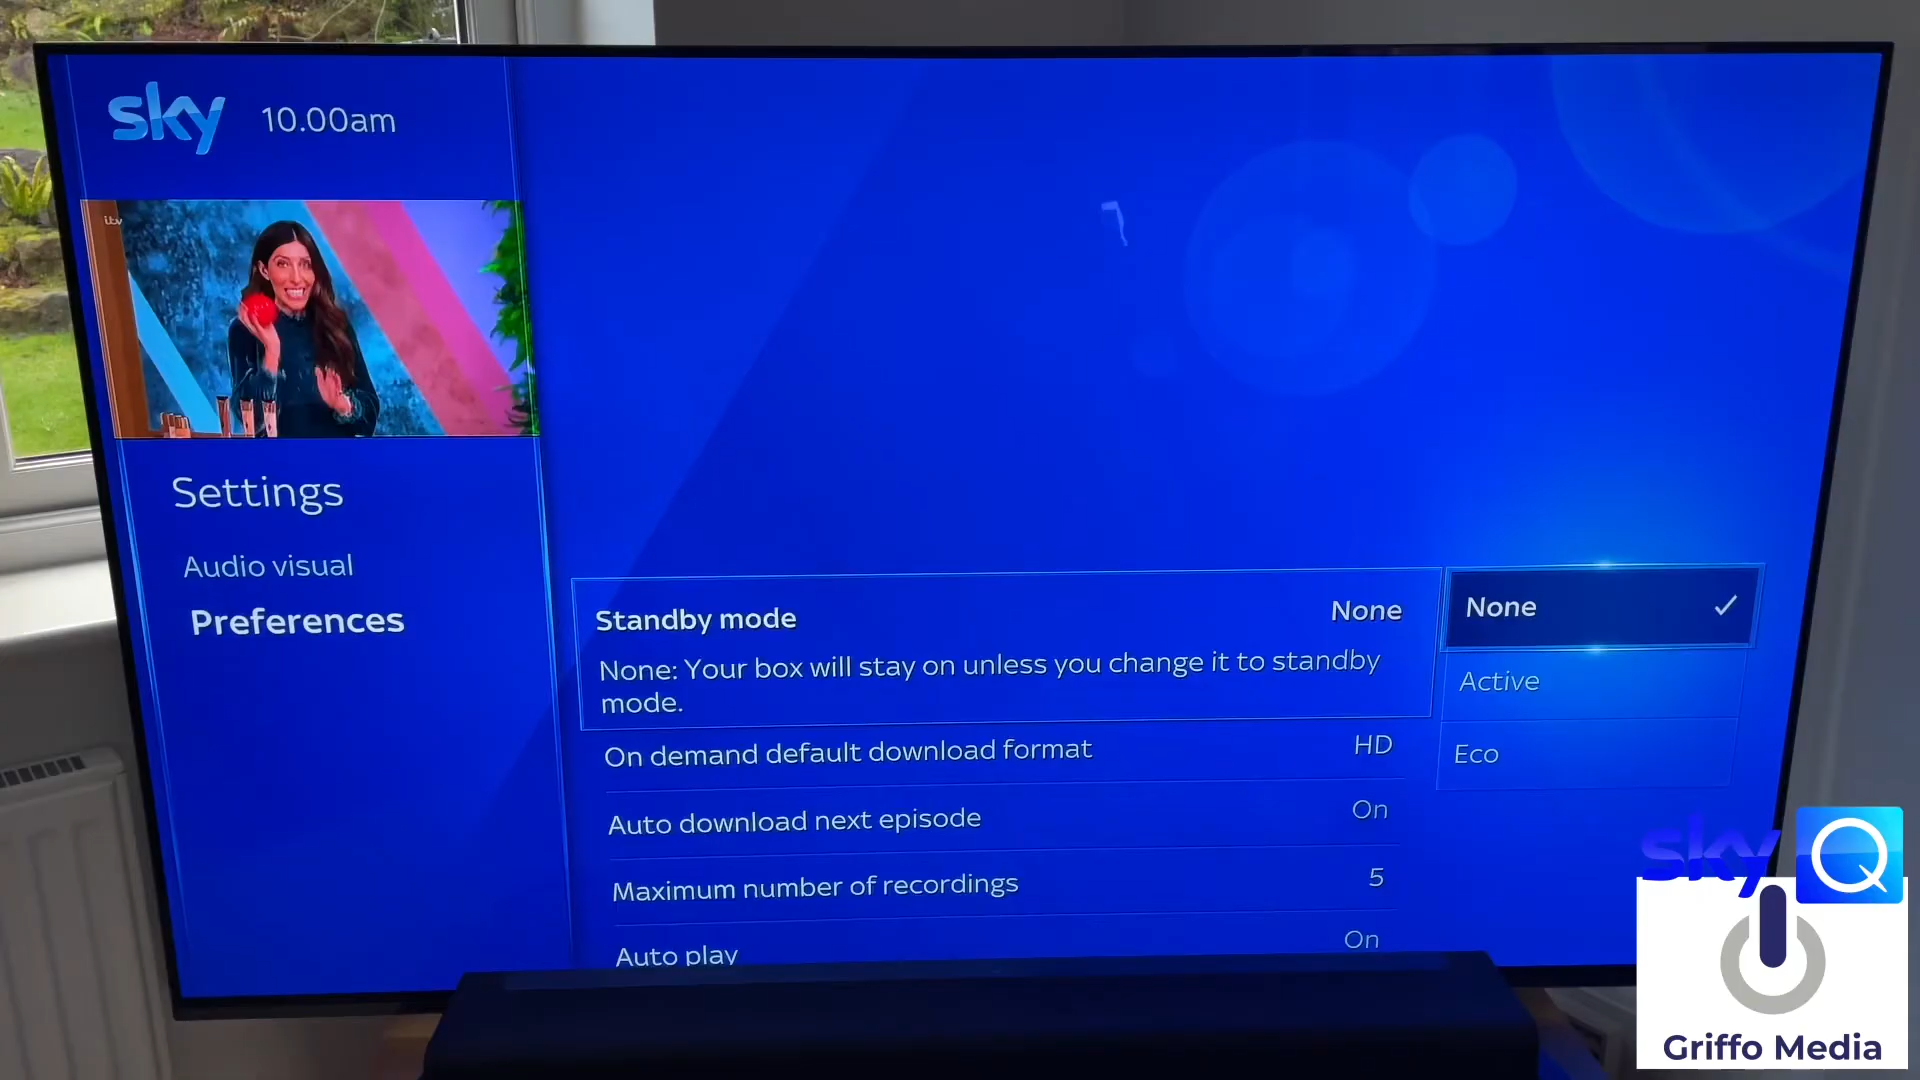 sky 10.00am
itv
Settings
Audio visual
Preferences
Standby mode None
None: Your box will stay on unless you change it to standby
mode.
On demand default download format HD
Auto download next episode On
Maximum number of recordings 5
Auto play On
None
Active
Eco
sky Q
Griffo Media